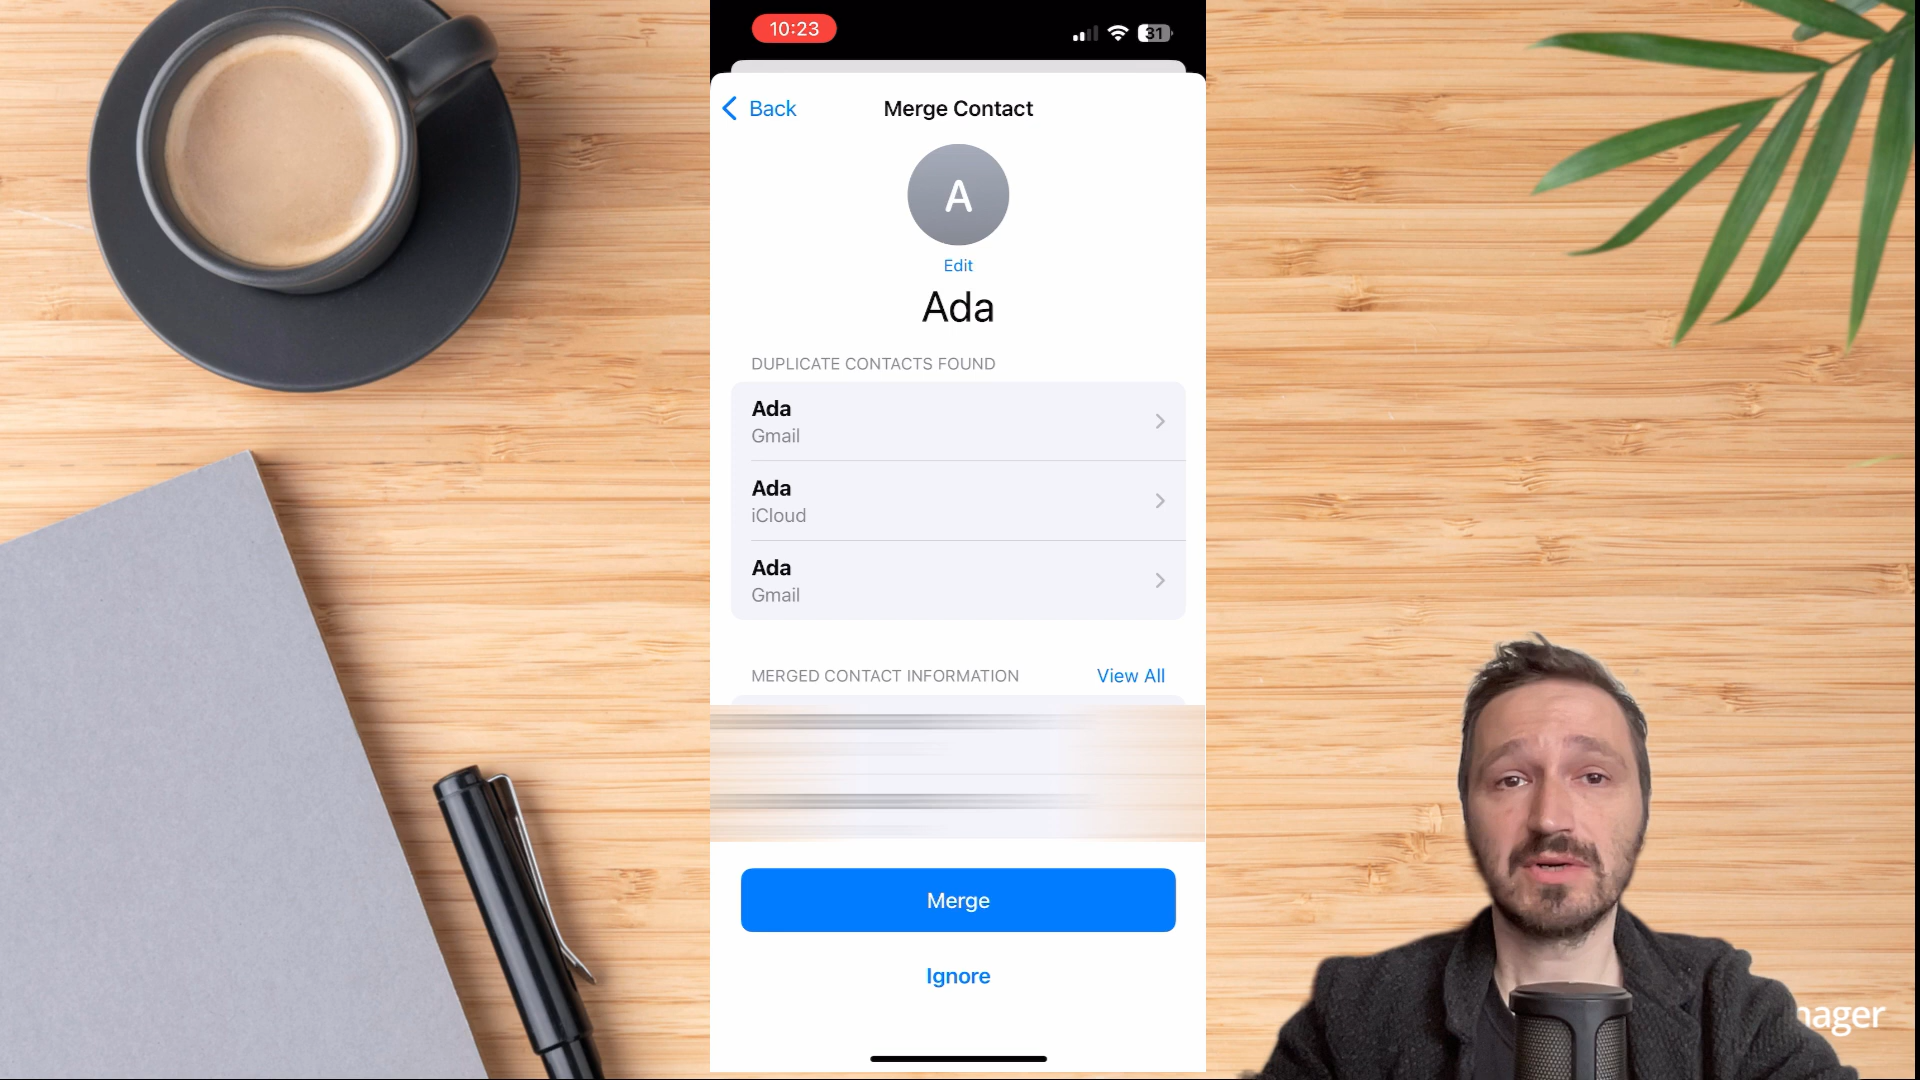 10:23
31
Back
Merge Contact
A
Edit
Ada
DUPLICATE CONTACTS FOUND
Ada
Gmail
Ada
iCloud
Ada
Gmail
MERGED CONTACT INFORMATION
View All
Merge
Ignore